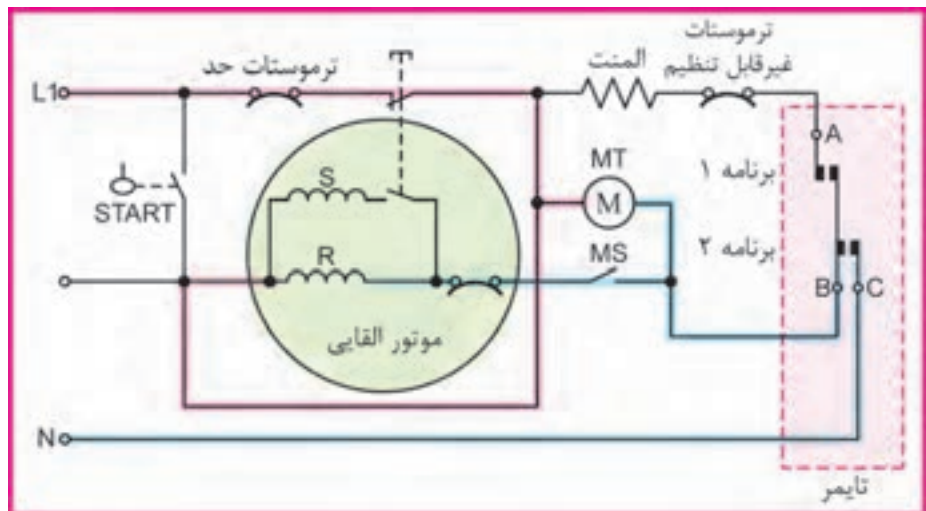 ترموستات
غیرقابل تنظیم
المنت
ترموستات حد
L1
A
MT
برنامه ۱
S
M
START
برنامه ۲
R
MS
B
C
موتور القایی
N
تایمر